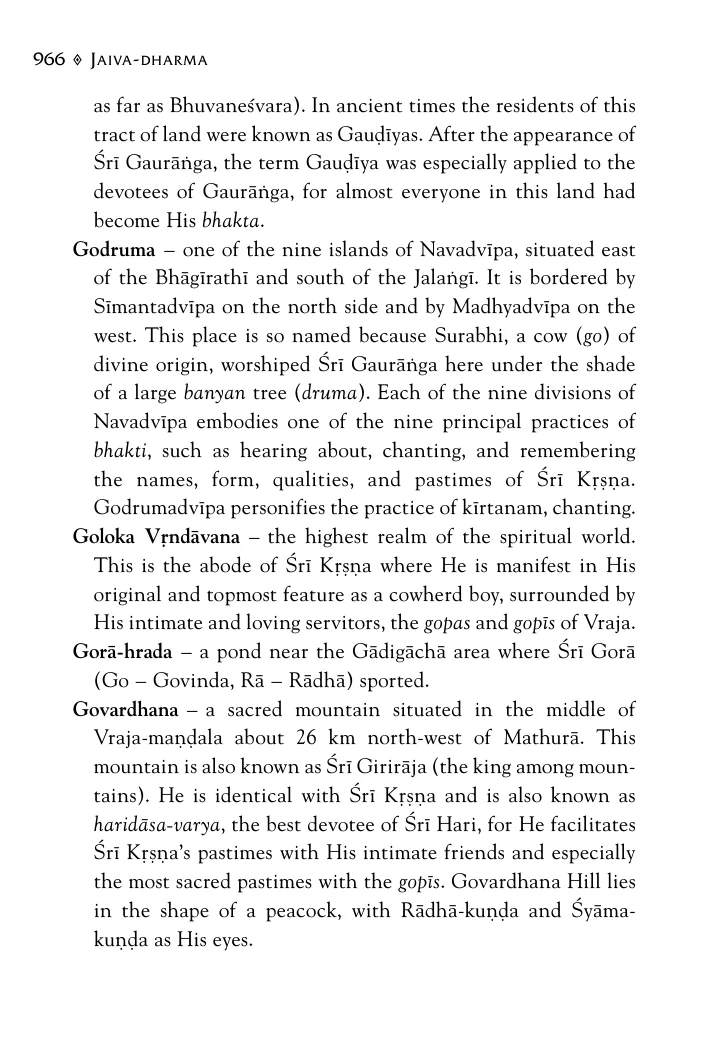 966 ◈ Jaiva-dharma
as far as Bhuvaneśvara). In ancient times the residents of this
tract of land were known as Gauḍīyas. After the appearance of
Śrī Gaurāṅga, the term Gauḍīya was especially applied to the
devotees of Gaurāṅga, for almost everyone in this land had
become His bhakta.
Godruma – one of the nine islands of Navadvīpa, situated east
of the Bhāgīrathī and south of the Jalaṅgī. It is bordered by
Sīmantadvīpa on the north side and by Madhyadvīpa on the
west. This place is so named because Surabhi, a cow (go) of
divine origin, worshiped Śrī Gaurāṅga here under the shade
of a large banyan tree (druma). Each of the nine divisions of
Navadvīpa embodies one of the nine principal practices of
bhakti, such as hearing about, chanting, and remembering
the names, form, qualities, and pastimes of Śrī Kṛṣṇa.
Godrumadvīpa personifies the practice of kīrtanam, chanting.
Goloka Vṛndāvana – the highest realm of the spiritual world.
This is the abode of Śrī Kṛṣṇa where He is manifest in His
original and topmost feature as a cowherd boy, surrounded by
His intimate and loving servitors, the gopas and gopīs of Vraja.
Gorā-hrada – a pond near the Gādigāchā area where Śrī Gorā
(Go – Govinda, Rā – Rādhā) sported.
Govardhana – a sacred mountain situated in the middle of
Vraja-maṇḍala about 26 km north-west of Mathurā. This
mountain is also known as Śrī Girirāja (the king among moun-
tains). He is identical with Śrī Kṛṣṇa and is also known as
haridāsa-varya, the best devotee of Śrī Hari, for He facilitates
Śrī Kṛṣṇa’s pastimes with His intimate friends and especially
the most sacred pastimes with the gopīs. Govardhana Hill lies
in the shape of a peacock, with Rādhā-kuṇḍa and Śyāma-
kuṇḍa as His eyes.